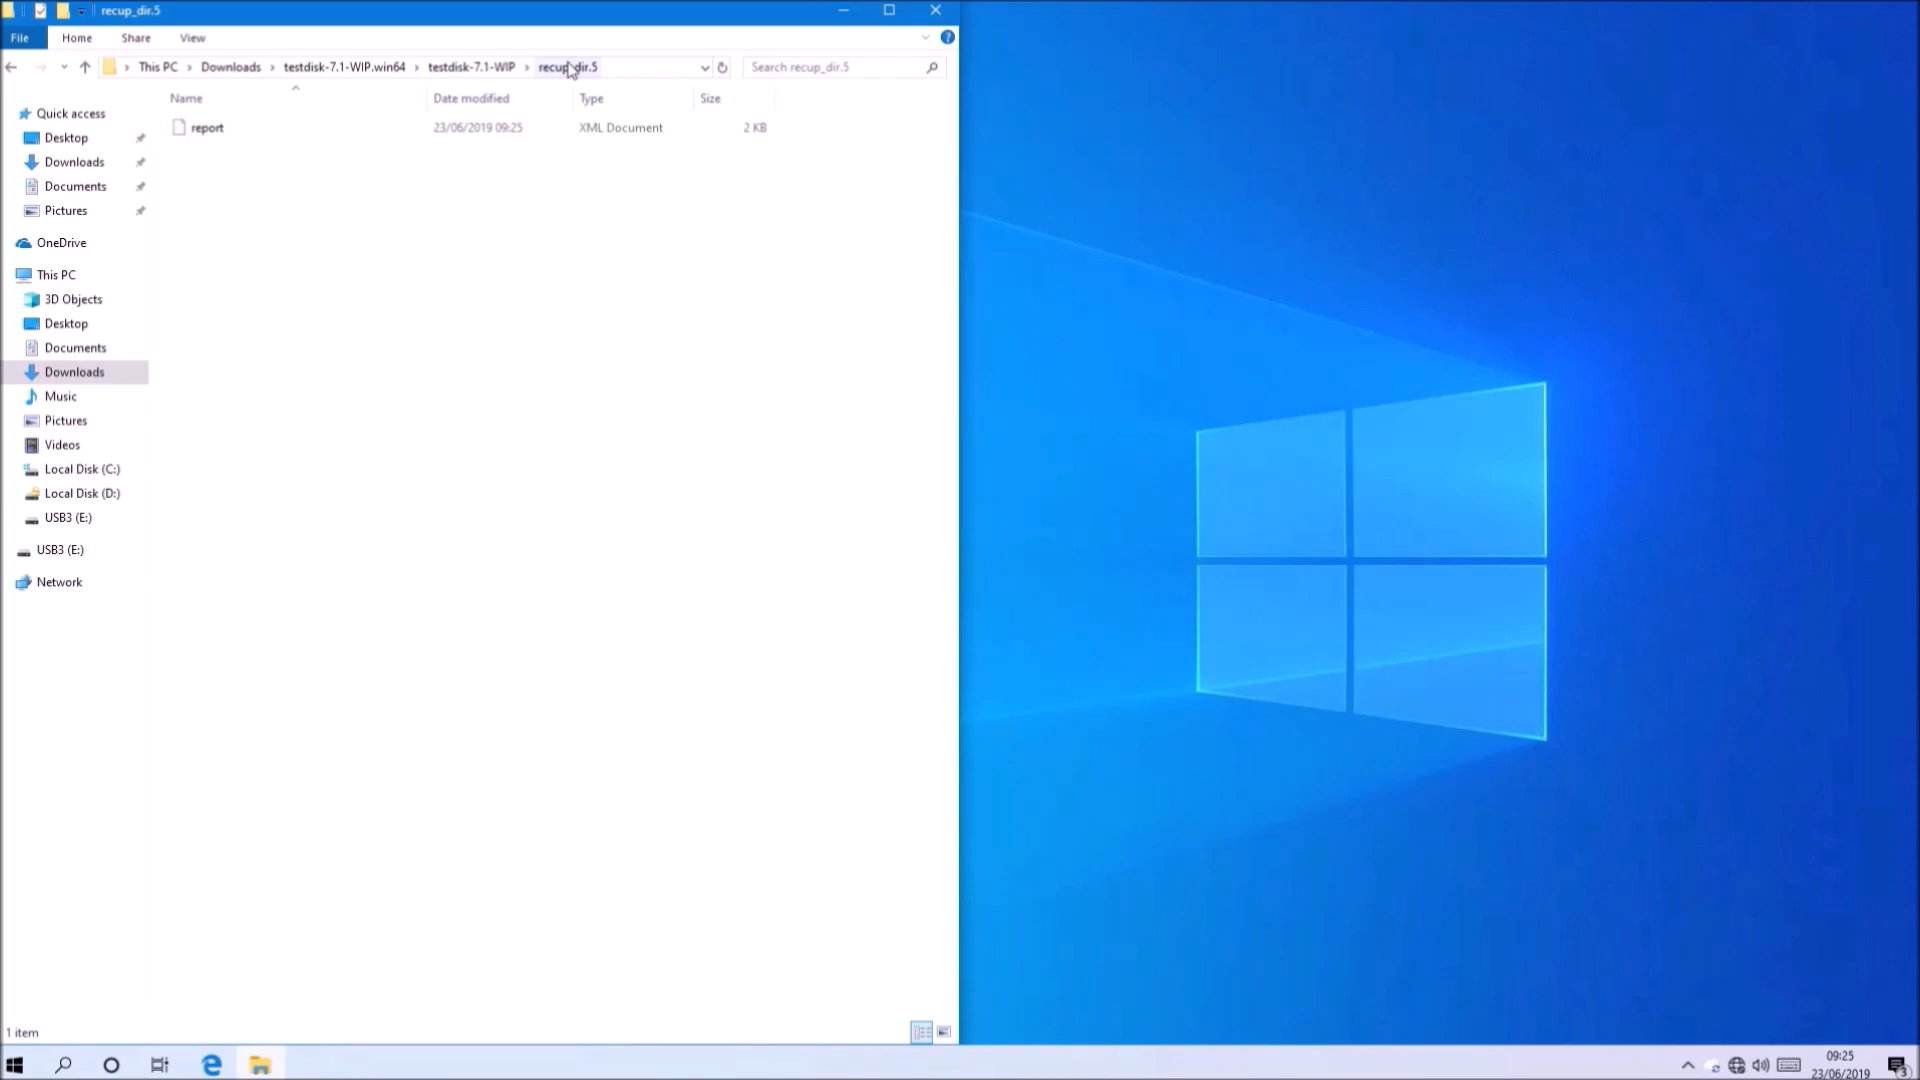 recup_dir.5
File Home Share View
This PC Downloads testdisk-7.1-WIP.win64 testdisk-7.1-WIP recup_dir.5 Search recup_dir.5
Name Date modified Type Size
report 23/06/2019 09:25 XML Document 2 KB
Quick access
Desktop
Downloads
Documents
Pictures
OneDrive
This PC
3D Objects
Desktop
Documents
Downloads
Music
Pictures
Videos
Local Disk (C:)
Local Disk (D:)
USB3 (E:)
USB3 (E:)
Network
1 item
09:25
23/06/2019
3